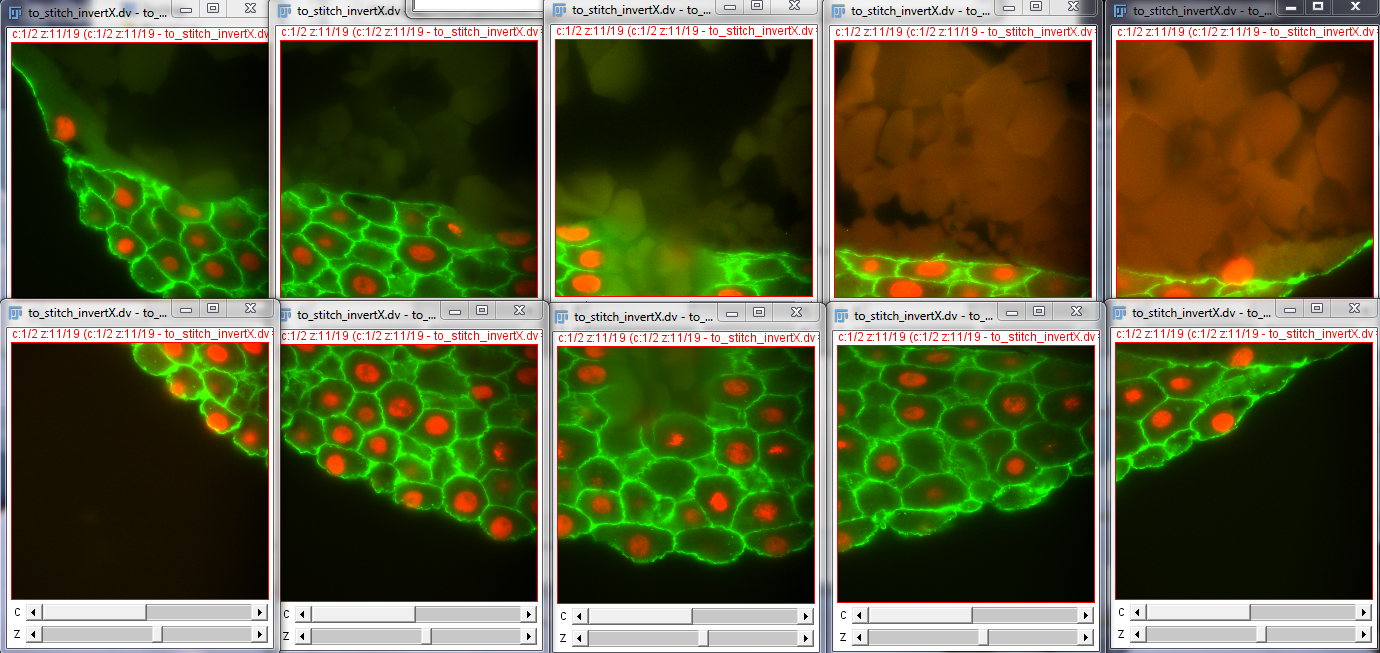 to_stitch_invertX.dv - to_...
to_stitch_invertX.dv
to_stitch_invertX.dv - to_...
to_stitch_invertX.dv - to_...
to_stitch_invertX.dv - to_...
c:1/2 z:11/19 (c:1/2 z:11/19 - to_stitch_invertX.dv
c:1/2 z:11/19 (c:1/2 z:11/19 - to_stitch_invertX.dv
c:1/2 z:11/19 (c:1/2 z:11/19 - to_stitch_invertX.dv
c:1/2 z:11/19 (c:1/2 z:11/19 - to_stitch_invertX.dv
c:1/2 z:11/19 (c:1/2 z:11/19 - to_stitch_invertX.dv
to_stitch_invertX.dv - to_...
to_stitch_invertX.dv - to_...
to_stitch_invertX.dv - to_...
to_stitch_invertX.dv - to_...
to_stitch_invertX.dv - to_...
c:1/2 z:11/19 (c:1/2 z:11/19 - to_stitch_invertX.dv
c:1/2 z:11/19 (c:1/2 z:11/19 - to_stitch_invertX.dv
c:1/2 z:11/19 (c:1/2 z:11/19 - to_stitch_invertX.dv
c:1/2 z:11/19 (c:1/2 z:11/19 - to_stitch_invertX.dv
c:1/2 z:11/19 (c:1/2 z:11/19 - to_stitch_invertX.dv
C
Z
C
Z
C
Z
C
Z
C
Z